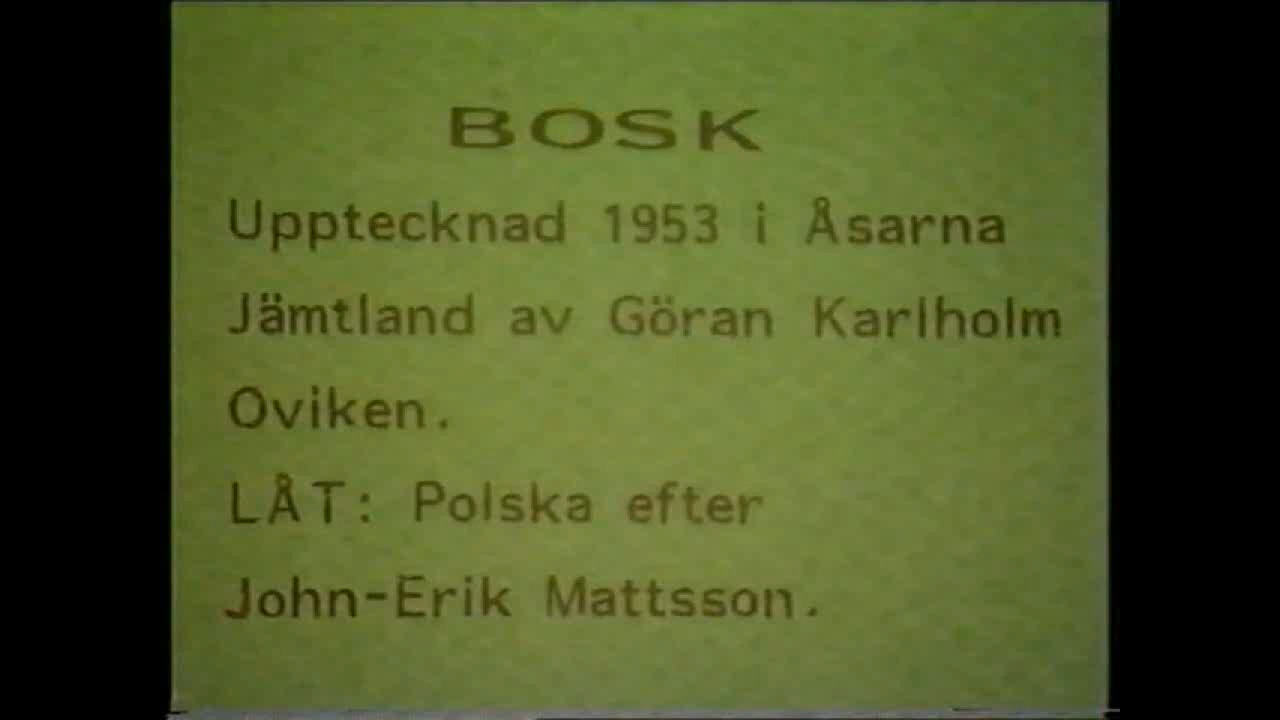 BOSK
Upptecknad 1953 i Åsarna
Jämtland av Göran Karlholm
Oviken.
LÅT: Polska efter
John-Erik Mattsson.